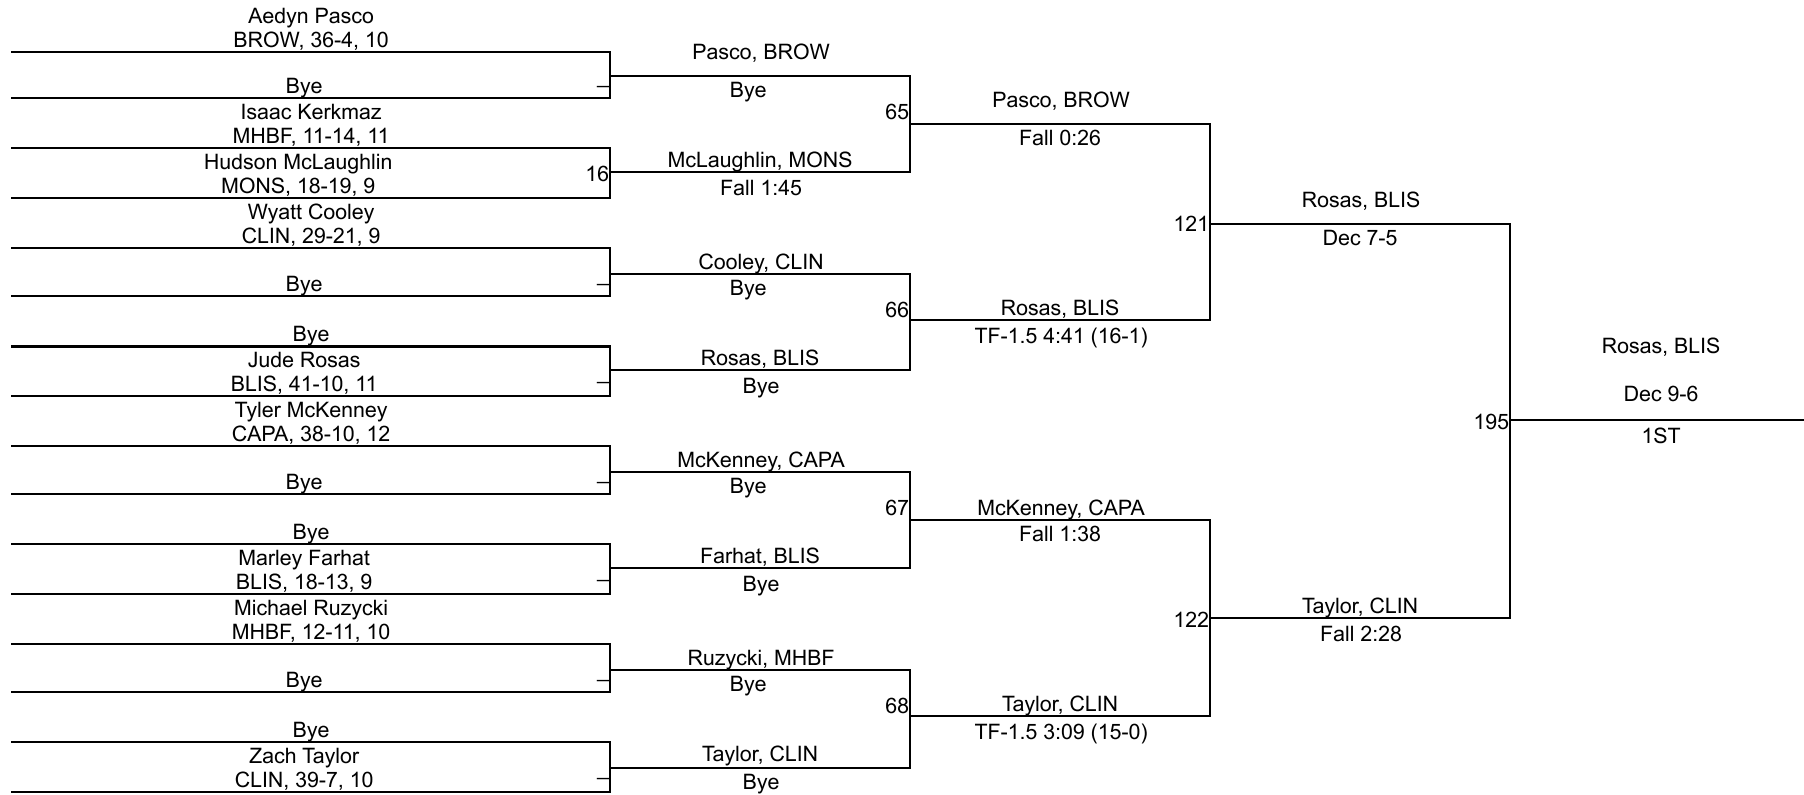 Aedyn Pasco
BROW, 36-4, 10
Bye
Isaac Kerkmaz
MHBF, 11-14, 11
Hudson McLaughlin
MONS, 18-19, 9
16
Wyatt Cooley
CLIN, 29-21, 9
Bye
Bye
Jude Rosas
BLIS, 41-10, 11
Tyler McKenney
CAPA, 38-10, 12
Bye
Bye
Marley Farhat
BLIS, 18-13, 9
Michael Ruzycki
MHBF, 12-11, 10
Bye
Bye
Zach Taylor
CLIN, 39-7, 10
Pasco, BROW
Bye
65
McLaughlin, MONS
Fall 1:45
Cooley, CLIN
Bye
66
Rosas, BLIS
Bye
McKenney, CAPA
Bye
67
Farhat, BLIS
Bye
Ruzycki, MHBF
Bye
68
Taylor, CLIN
Bye
Pasco, BROW
Fall 0:26
121
Rosas, BLIS
TF-1.5 4:41 (16-1)
McKenney, CAPA
Fall 1:38
122
Taylor, CLIN
TF-1.5 3:09 (15-0)
Rosas, BLIS
Dec 7-5
195
Taylor, CLIN
Fall 2:28
Rosas, BLIS
Dec 9-6
1ST